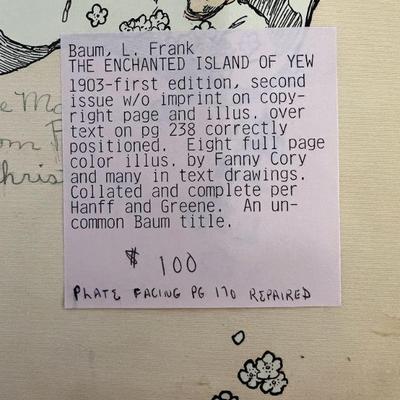 Baum, L. Frank
THE ENCHANTED ISLAND OF YEW
1903-first edition, second
issue w/o imprint on copy-
right page and illus. over
text on pg 238 correctly
positioned. Eight full page
color illus. by Fanny Cory
and many in text drawings.
Collated and complete per
Hanff and Greene. An un-
common Baum title.
$ 100
PLATE FACING PG 170 REPAIRED